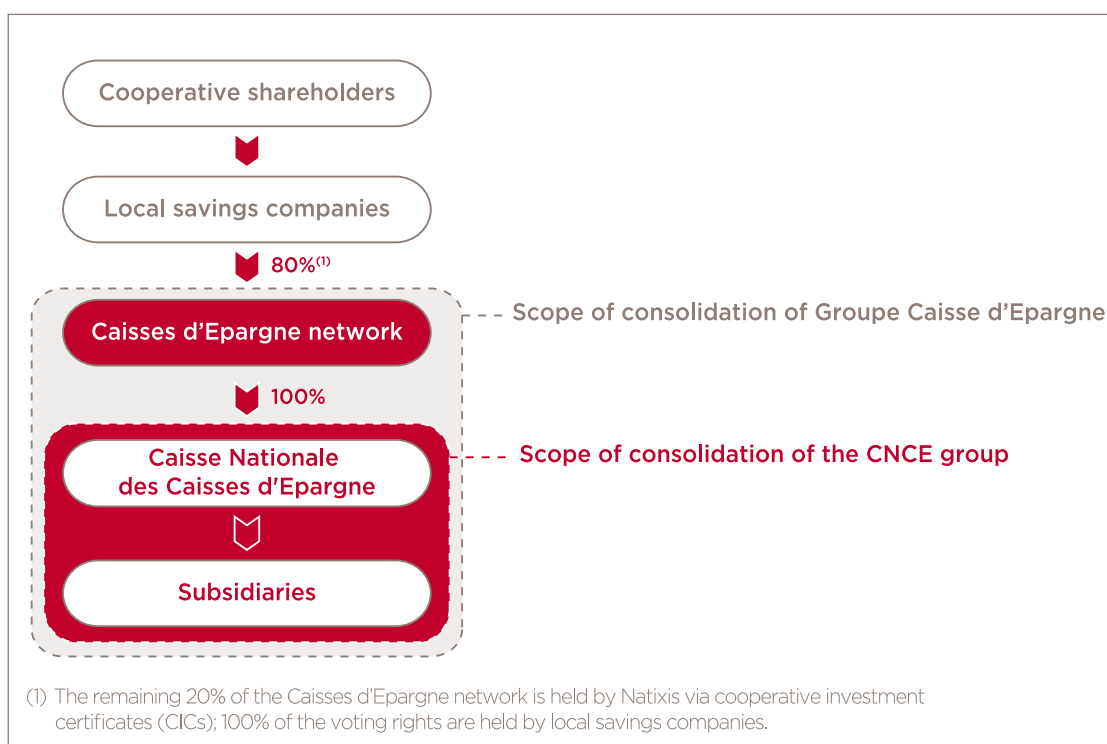 Cooperative shareholders
Local savings companies
80%(1)
Caisses d’Epargne network
Scope of consolidation of Groupe Caisse d’Epargne
100%
Caisse Nationale
des Caisses d'Epargne
Scope of consolidation of the CNCE group
Subsidiaries
(1) The remaining 20% of the Caisses d'Epargne network is held by Natixis via cooperative investment
certificates (CICs); 100% of the voting rights are held by local savings companies.